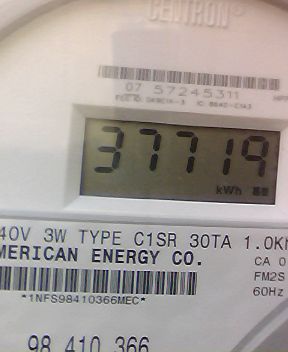 CENTRON®
07 57245311
37719
kWh
40V 3W TYPE C1SR 30TA 1.0K
MERICAN ENERGY CO.
CA 0
FM2S
*1NFS98410366MEC*
60Hz
98 410 366